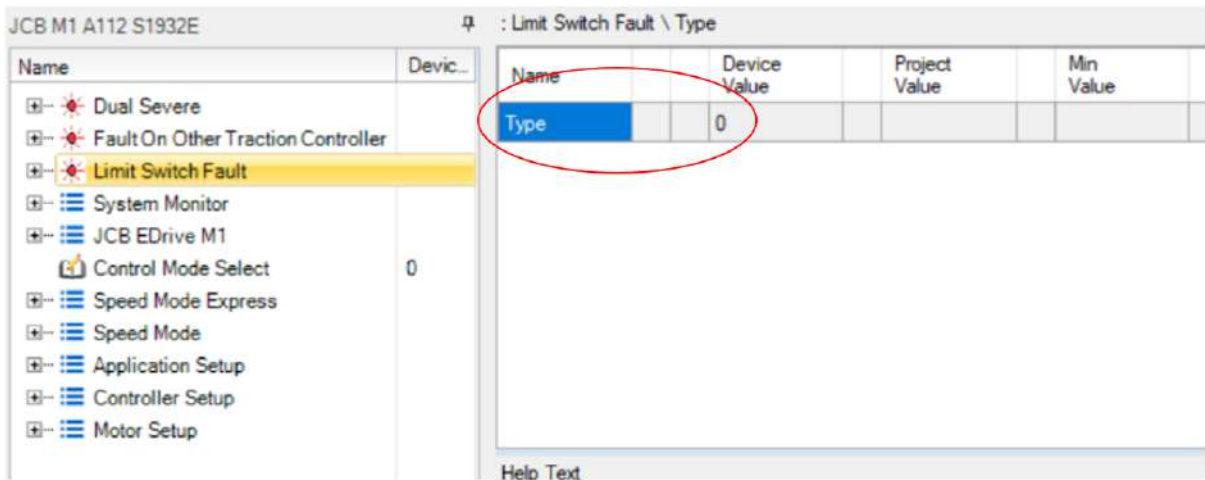 JCB M1 A112 S1932E
Name Devic...
Dual Severe
Fault On Other Traction Controller
Limit Switch Fault
System Monitor
JCB EDrive M1
Control Mode Select 0
Speed Mode Express
Speed Mode
Application Setup
Controller Setup
Motor Setup
: Limit Switch Fault \ Type
Name Device Value Project Value Min Value
Type 0
Help Text